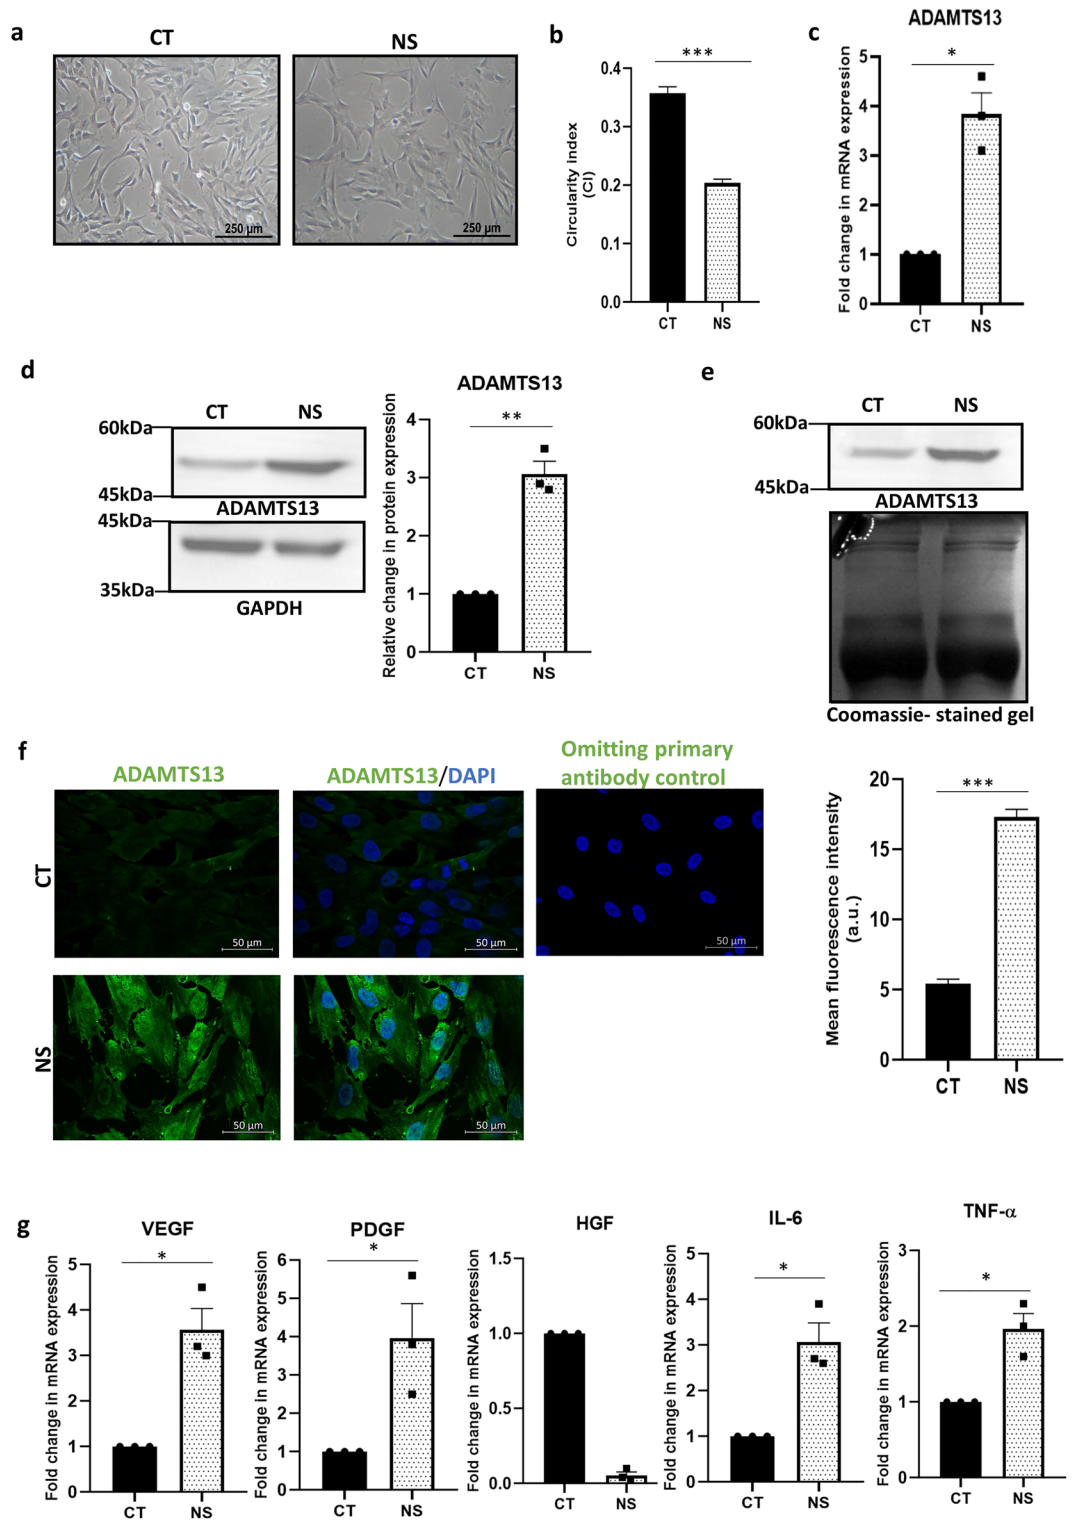 a
CT
NS
250 µm
250 µm
b
***
Circularity index
(CI)
0.4
0.3
0.2
0.1
0.0
CT
NS
c
ADAMTS13
*
Fold change in mRNA expression
5
4
3
2
1
0
CT
NS
d
CT
NS
60kDa
45kDa
ADAMTS13
45kDa
35kDa
GAPDH
ADAMTS13
**
Relative change in protein expression
4
3
2
1
0
CT
NS
e
CT
NS
60kDa
45kDa
ADAMTS13
Coomassie- stained gel
f
ADAMTS13
ADAMTS13/DAPI
Omitting primary
antibody control
CT
50 µm
50 µm
50 µm
NS
50 µm
50 µm
***
Mean fluorescence intensity
(a.u.)
20
15
10
5
0
CT
NS
g
VEGF
*
Fold change in mRNA expression
5
4
3
2
1
0
CT
NS
PDGF
*
Fold change in mRNA expression
6
5
4
3
2
1
0
CT
NS
HGF
Fold change in mRNA expression
1.5
1.0
0.5
0.0
CT
NS
IL-6
*
Fold change in mRNA expression
5
4
3
2
1
0
CT
NS
TNF-α
*
Fold change in mRNA expression
3
2
1
0
CT
NS